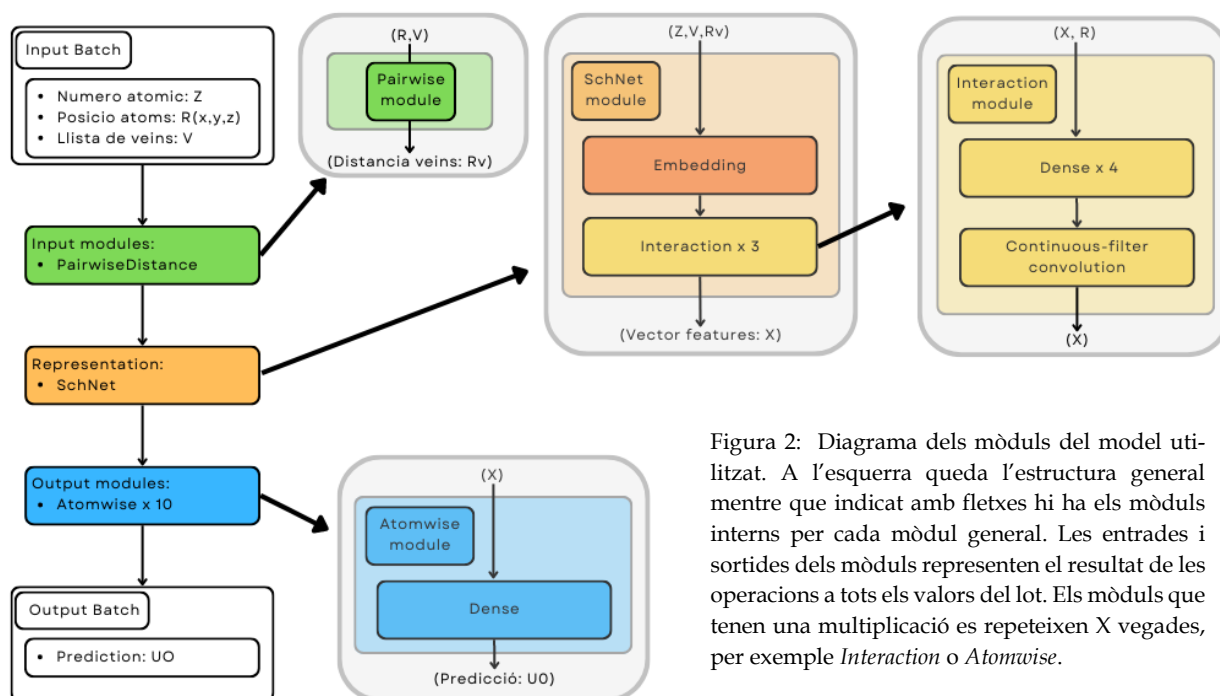 Input Batch
• Numero atomic: Z
• Posicio atoms: R(x,y,z)
• Llista de veins: V
Input modules:
• PairwiseDistance
Representation:
• SchNet
Output modules:
• Atomwise x 10
Output Batch
• Prediction: UO
(R,V)
Pairwise
module
(Distancia veins: Rv)
(Z,V,Rv)
SchNet
module
Embedding
Interaction x 3
(Vector features: X)
(X, R)
Interaction
module
Dense x 4
Continuous-filter
convolution
(X)
(X)
Atomwise
module
Dense
(Predicció: U0)
Figura 2: Diagrama dels mòduls del model uti-
litzat. A l'esquerra queda l'estructura general
mentre que indicat amb fletxes hi ha els mòduls
interns per cada mòdul general. Les entrades i
sortides dels mòduls representen el resultat de les
operacions a tots els valors del lot. Els mòduls que
tenen una multiplicació es repeteixen X vegades,
per exemple Interaction o Atomwise.